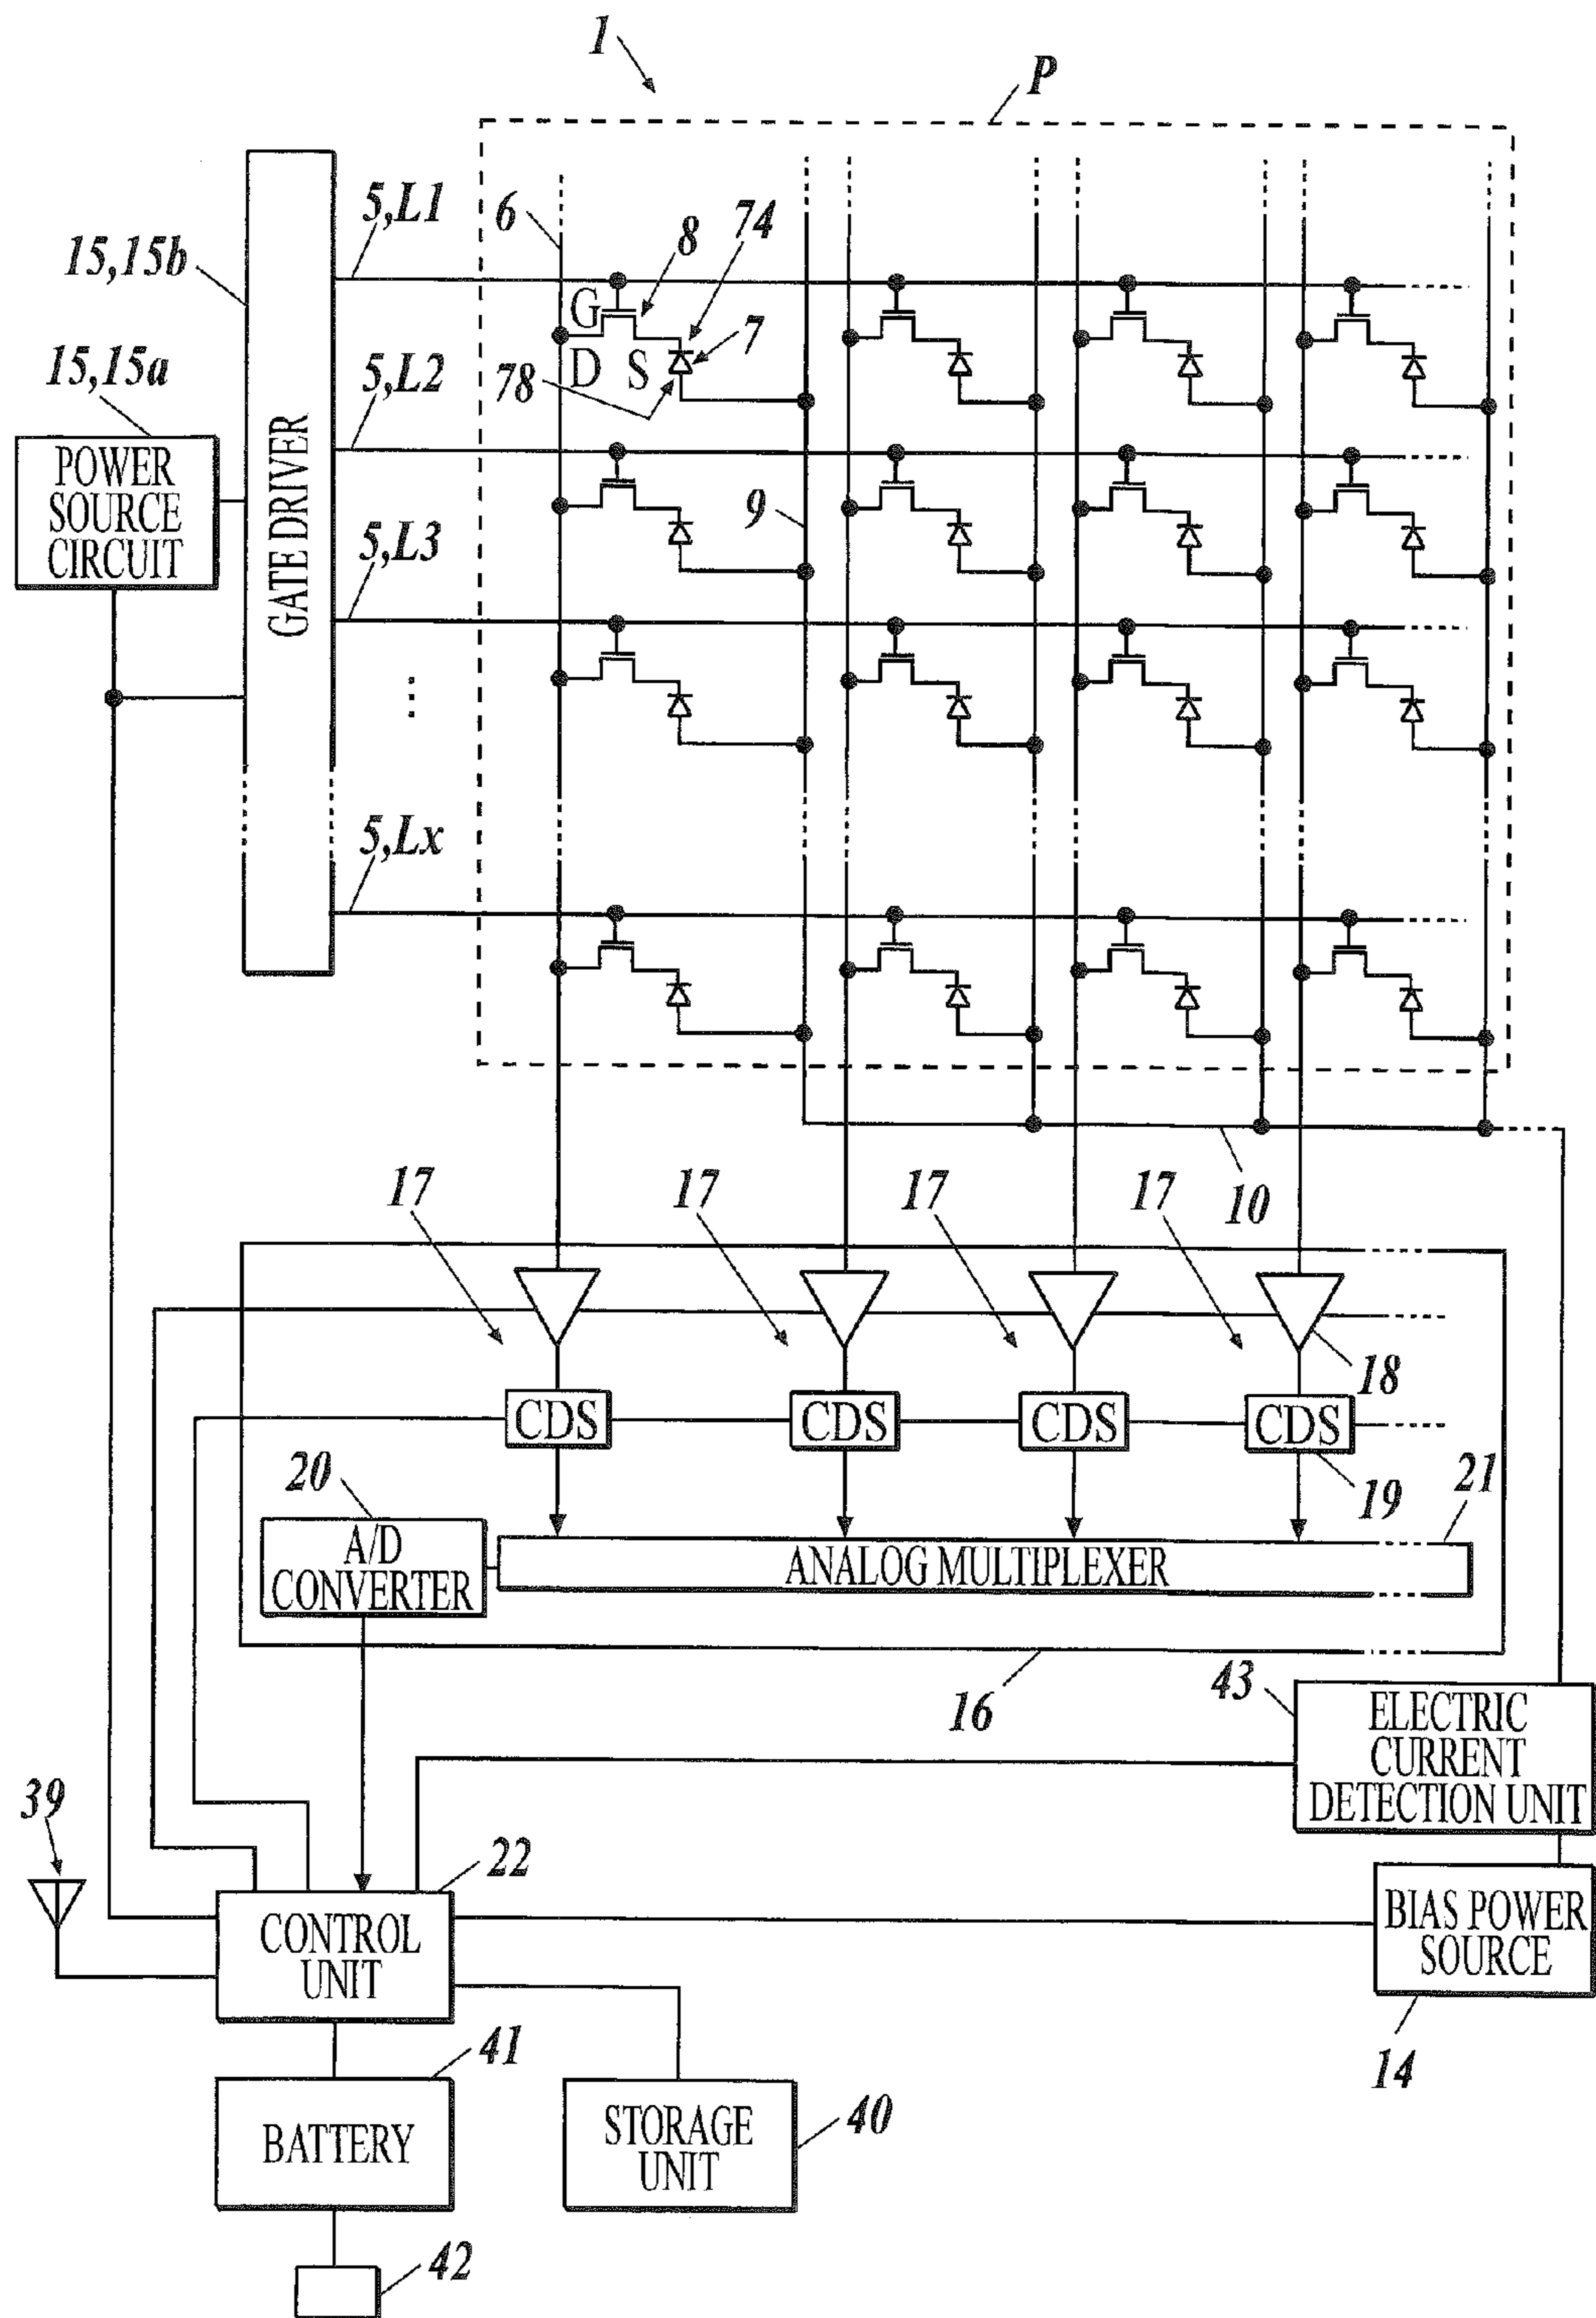 1
P
5,L1
6
8
74
15,15b
G
7
D
S
78
15,15a
5,L2
POWER
SOURCE
CIRCUIT
GATE DRIVER
9
5,L3
5,Lx
17
17
17
17
10
18
CDS
CDS
CDS
CDS
20
19
21
A/D
CONVERTER
ANALOG MULTIPLEXER
16
43
ELECTRIC
CURRENT
DETECTION UNIT
39
22
CONTROL
UNIT
BIAS POWER
SOURCE
14
41
BATTERY
STORAGE
UNIT
40
42